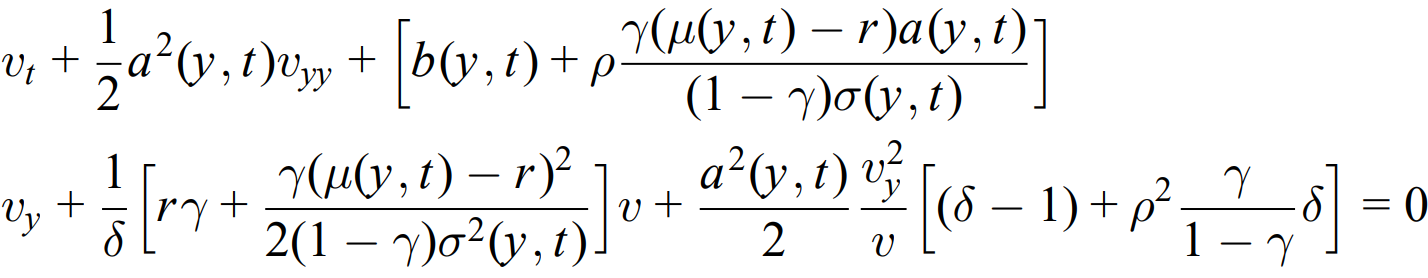 v_t + \frac{1}{2} a^2(y, t) v_{yy} + \left[ b(y, t) + \rho \frac{\gamma(\mu(y, t) - r) a(y, t)}{(1 - \gamma) \sigma(y, t)} \right]
v_y + \frac{1}{\delta} \left[ r\gamma + \frac{\gamma(\mu(y, t) - r)^2}{2(1 - \gamma) \sigma^2(y, t)} \right] v + \frac{a^2(y, t)}{2} \frac{v_y^2}{v} \left[ (\delta - 1) + \rho^2 \frac{\gamma}{1 - \gamma} \delta \right] = 0